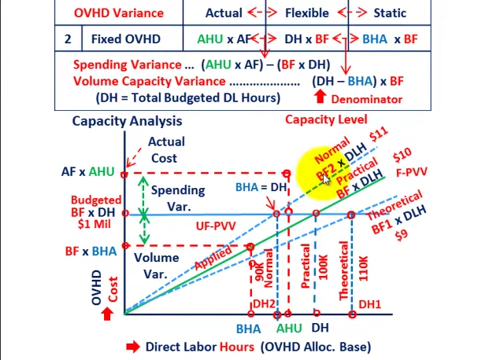 OVHD Variance Actual Flexible Static
2 Fixed OVHD AHU x AF DH x BF BHA x BF
Spending Variance ... (AHU x AF) – (BF x DH)
Volume Capacity Variance ..................... (DH – BHA) x BF
(DH = Total Budgeted DL Hours) Denominator
Capacity Analysis Capacity Level
Actual
Cost
Normal
BF2 x DLH
$11
Practical
BF x DLH
$10
F-PVV
AF x AHU
Spending
Var.
BHA = DH
Theoretical
BF1 x DLH
$9
Budgeted
BF x DH
$1 Mil
UF-PVV
BF x BHA
Volume
Var.
Applied
90K
Normal
Practical
100K
Theoretical
110K
OVHD
Cost
DH2 DH1
BHA AHU DH
Direct Labor Hours (OVHD Alloc. Base)